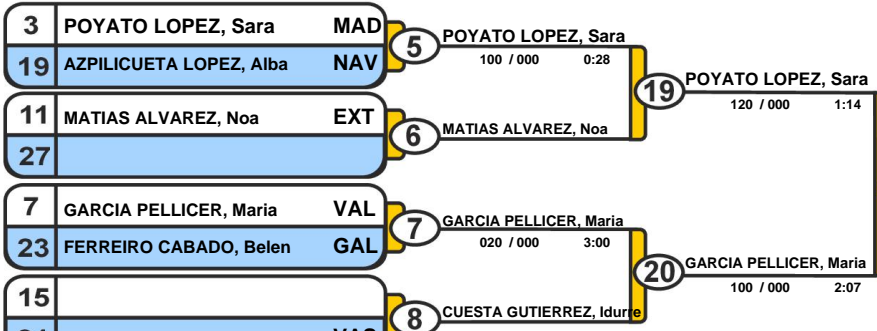 3 POYATO LOPEZ, Sara MAD
19 AZPILICUETA LOPEZ, Alba NAV
5
POYATO LOPEZ, Sara
100 / 000 0:28
11 MATIAS ALVAREZ, Noa EXT
27
6
MATIAS ALVAREZ, Noa
19
POYATO LOPEZ, Sara
120 / 000 1:14
7 GARCIA PELLICER, Maria VAL
23 FERREIRO CABADO, Belen GAL
7
GARCIA PELLICER, Maria
020 / 000 3:00
15
8
CUESTA GUTIERREZ, Idurre
20
GARCIA PELLICER, Maria
100 / 000 2:07